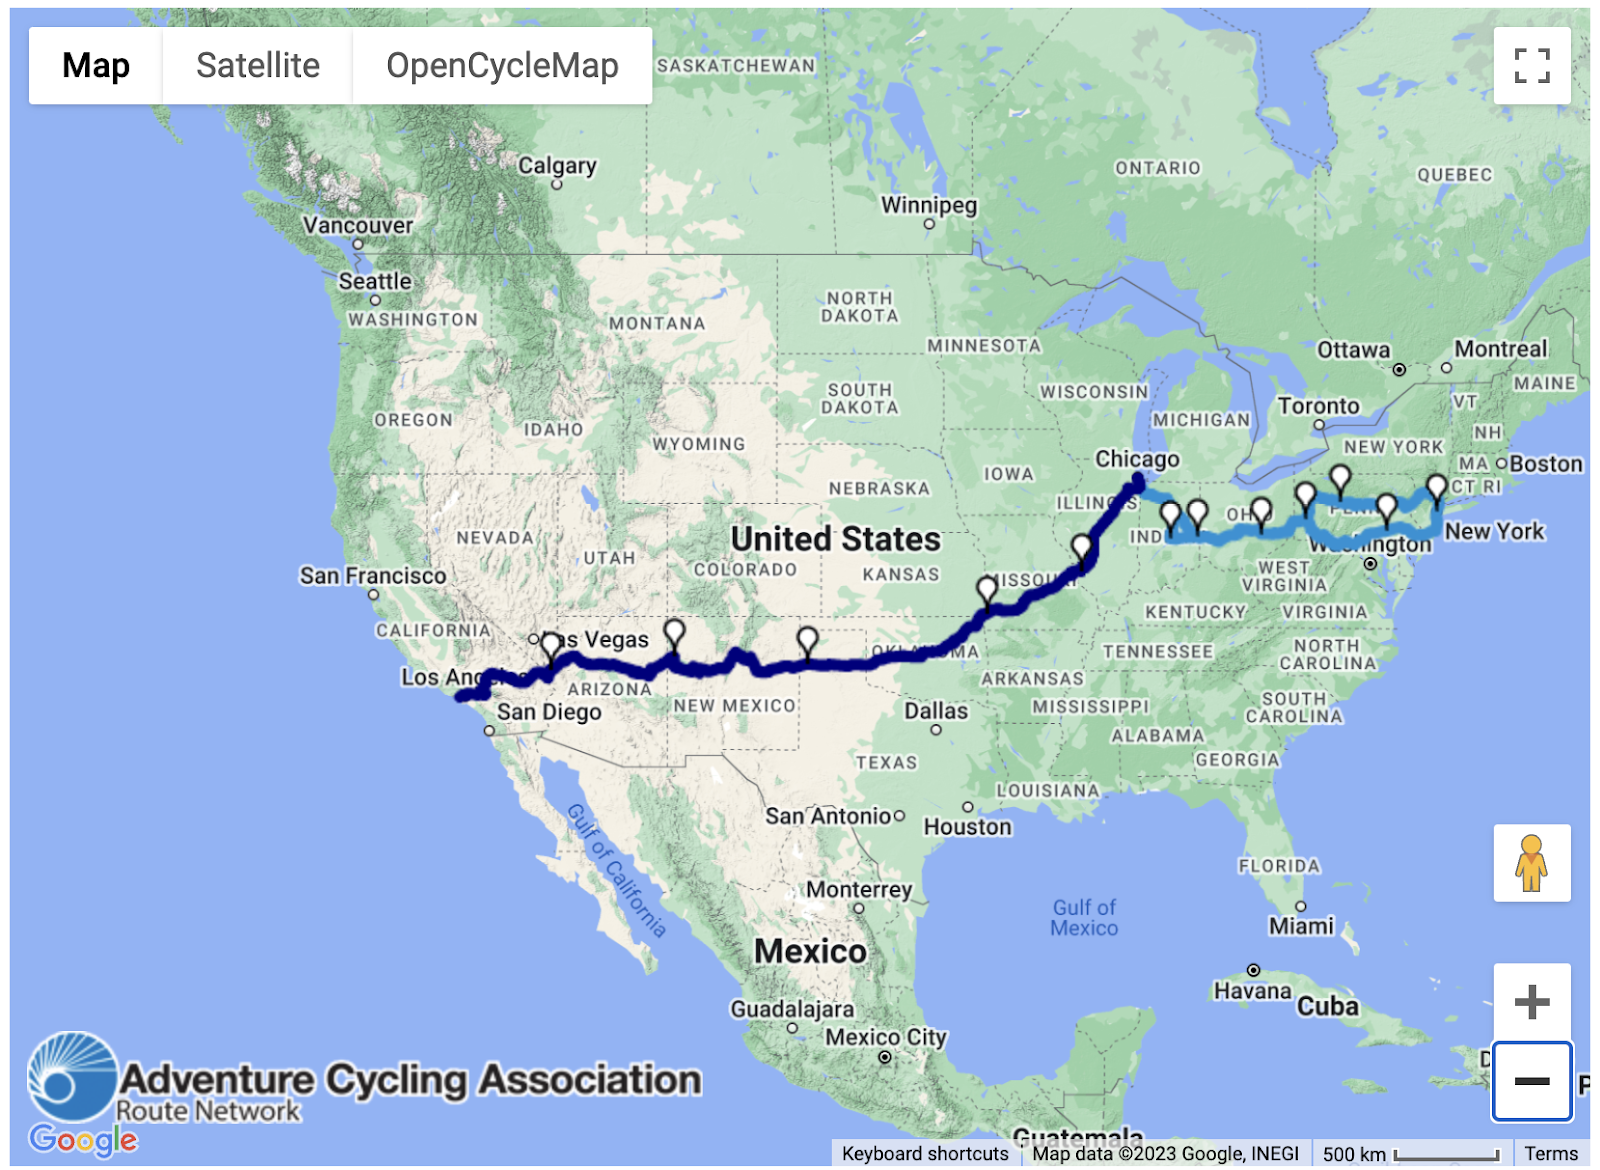 Map
Satellite
OpenCycleMap
SASKATCHEWAN
Calgary
ONTARIO
QUEBEC
Winnipeg
Vancouver
Seattle
WASHINGTON
MONTANA
NORTH
DAKOTA
MINNESOTA
Ottawa
Montreal
MAINE
SOUTH
DAKOTA
WISCONSIN
MICHIGAN
Toronto
VT
OREGON
IDAHO
WYOMING
NEW YORK
NH
Chicago
MA
Boston
IOWA
NEBRASKA
ILLINOIS
CT RI
OH
PENN
NEVADA
United States
IND
New York
UTAH
COLORADO
KANSAS
MISSOURI
Washington
San Francisco
WEST
VIRGINIA
KENTUCKY
VIRGINIA
CALIFORNIA
Las Vegas
OKLAHOMA
TENNESSEE
NORTH
CAROLINA
Los Angeles
ARIZONA
NEW MEXICO
ARKANSAS
San Diego
Dallas
MISSISSIPPI
SOUTH
CAROLINA
ALABAMA
GEORGIA
TEXAS
LOUISIANA
San Antonio
Houston
Gulf of California
FLORIDA
Monterrey
Gulf of
Mexico
Miami
Mexico
Havana
Cuba
Guadalajara
Mexico City
Adventure Cycling Association
Route Network
Google
Guatemala
Keyboard shortcuts
Map data ©2023 Google, INEGI
500 km
Terms